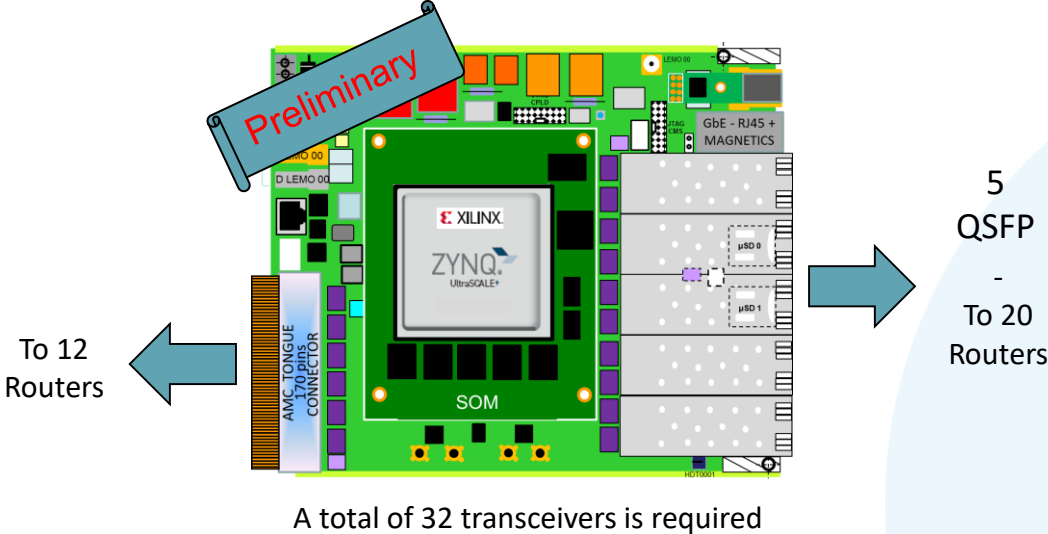 Preliminary
LEMO 00
CPLD
JTAG
CMS
GbE - RJ45 +
MAGNETICS
LEMO 00
D LEMO 00
XILINX
ZYNQ
UltraSCALE+
µSD 0
µSD 1
5
QSFP
-
To 20
Routers
To 12
Routers
AMC TONGUE
170 pins
CONNECTOR
SOM
HDT0001
A total of 32 transceivers is required